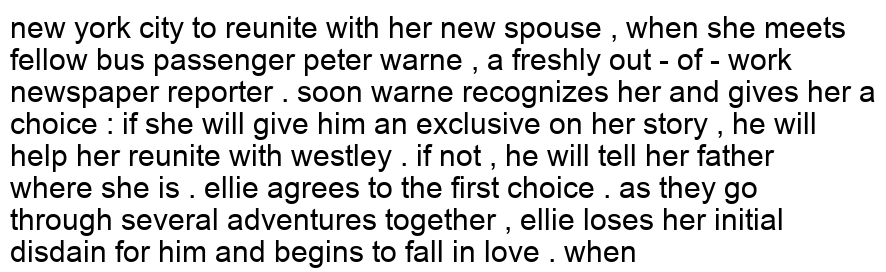 new york city to reunite with her new spouse , when she meets
fellow bus passenger peter warne , a freshly out - of - work
newspaper reporter . soon warne recognizes her and gives her a
choice : if she will give him an exclusive on her story , he will
help her reunite with westley . if not , he will tell her father
where she is . ellie agrees to the first choice . as they go
through several adventures together , ellie loses her initial
disdain for him and begins to fall in love . when